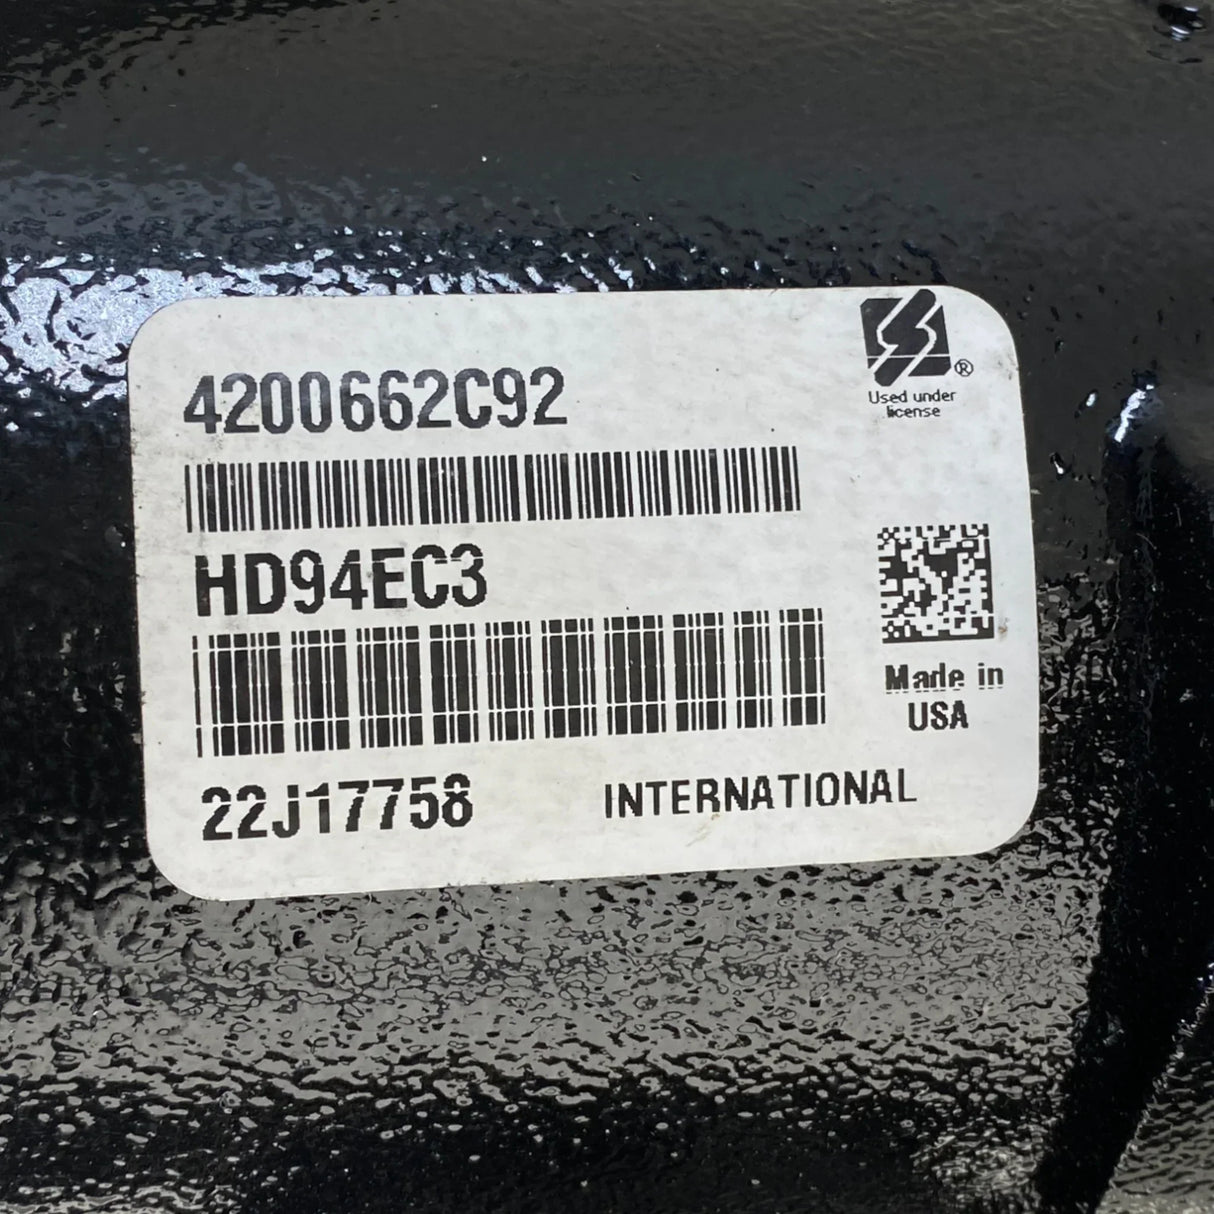 4200662C92
®
Used under
license
HD94EC3
Made in
USA
22J17758
INTERNATIONAL